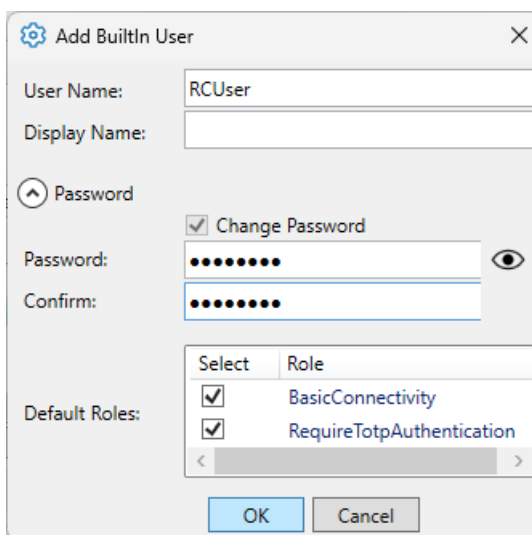 Add BuiltIn User
User Name: RCUser
Display Name:
Password
Change Password
Password: ●●●●●●●●
Confirm: ●●●●●●●●
Select Role
BasicConnectivity
Default Roles:
RequireTotpAuthentication
OK Cancel